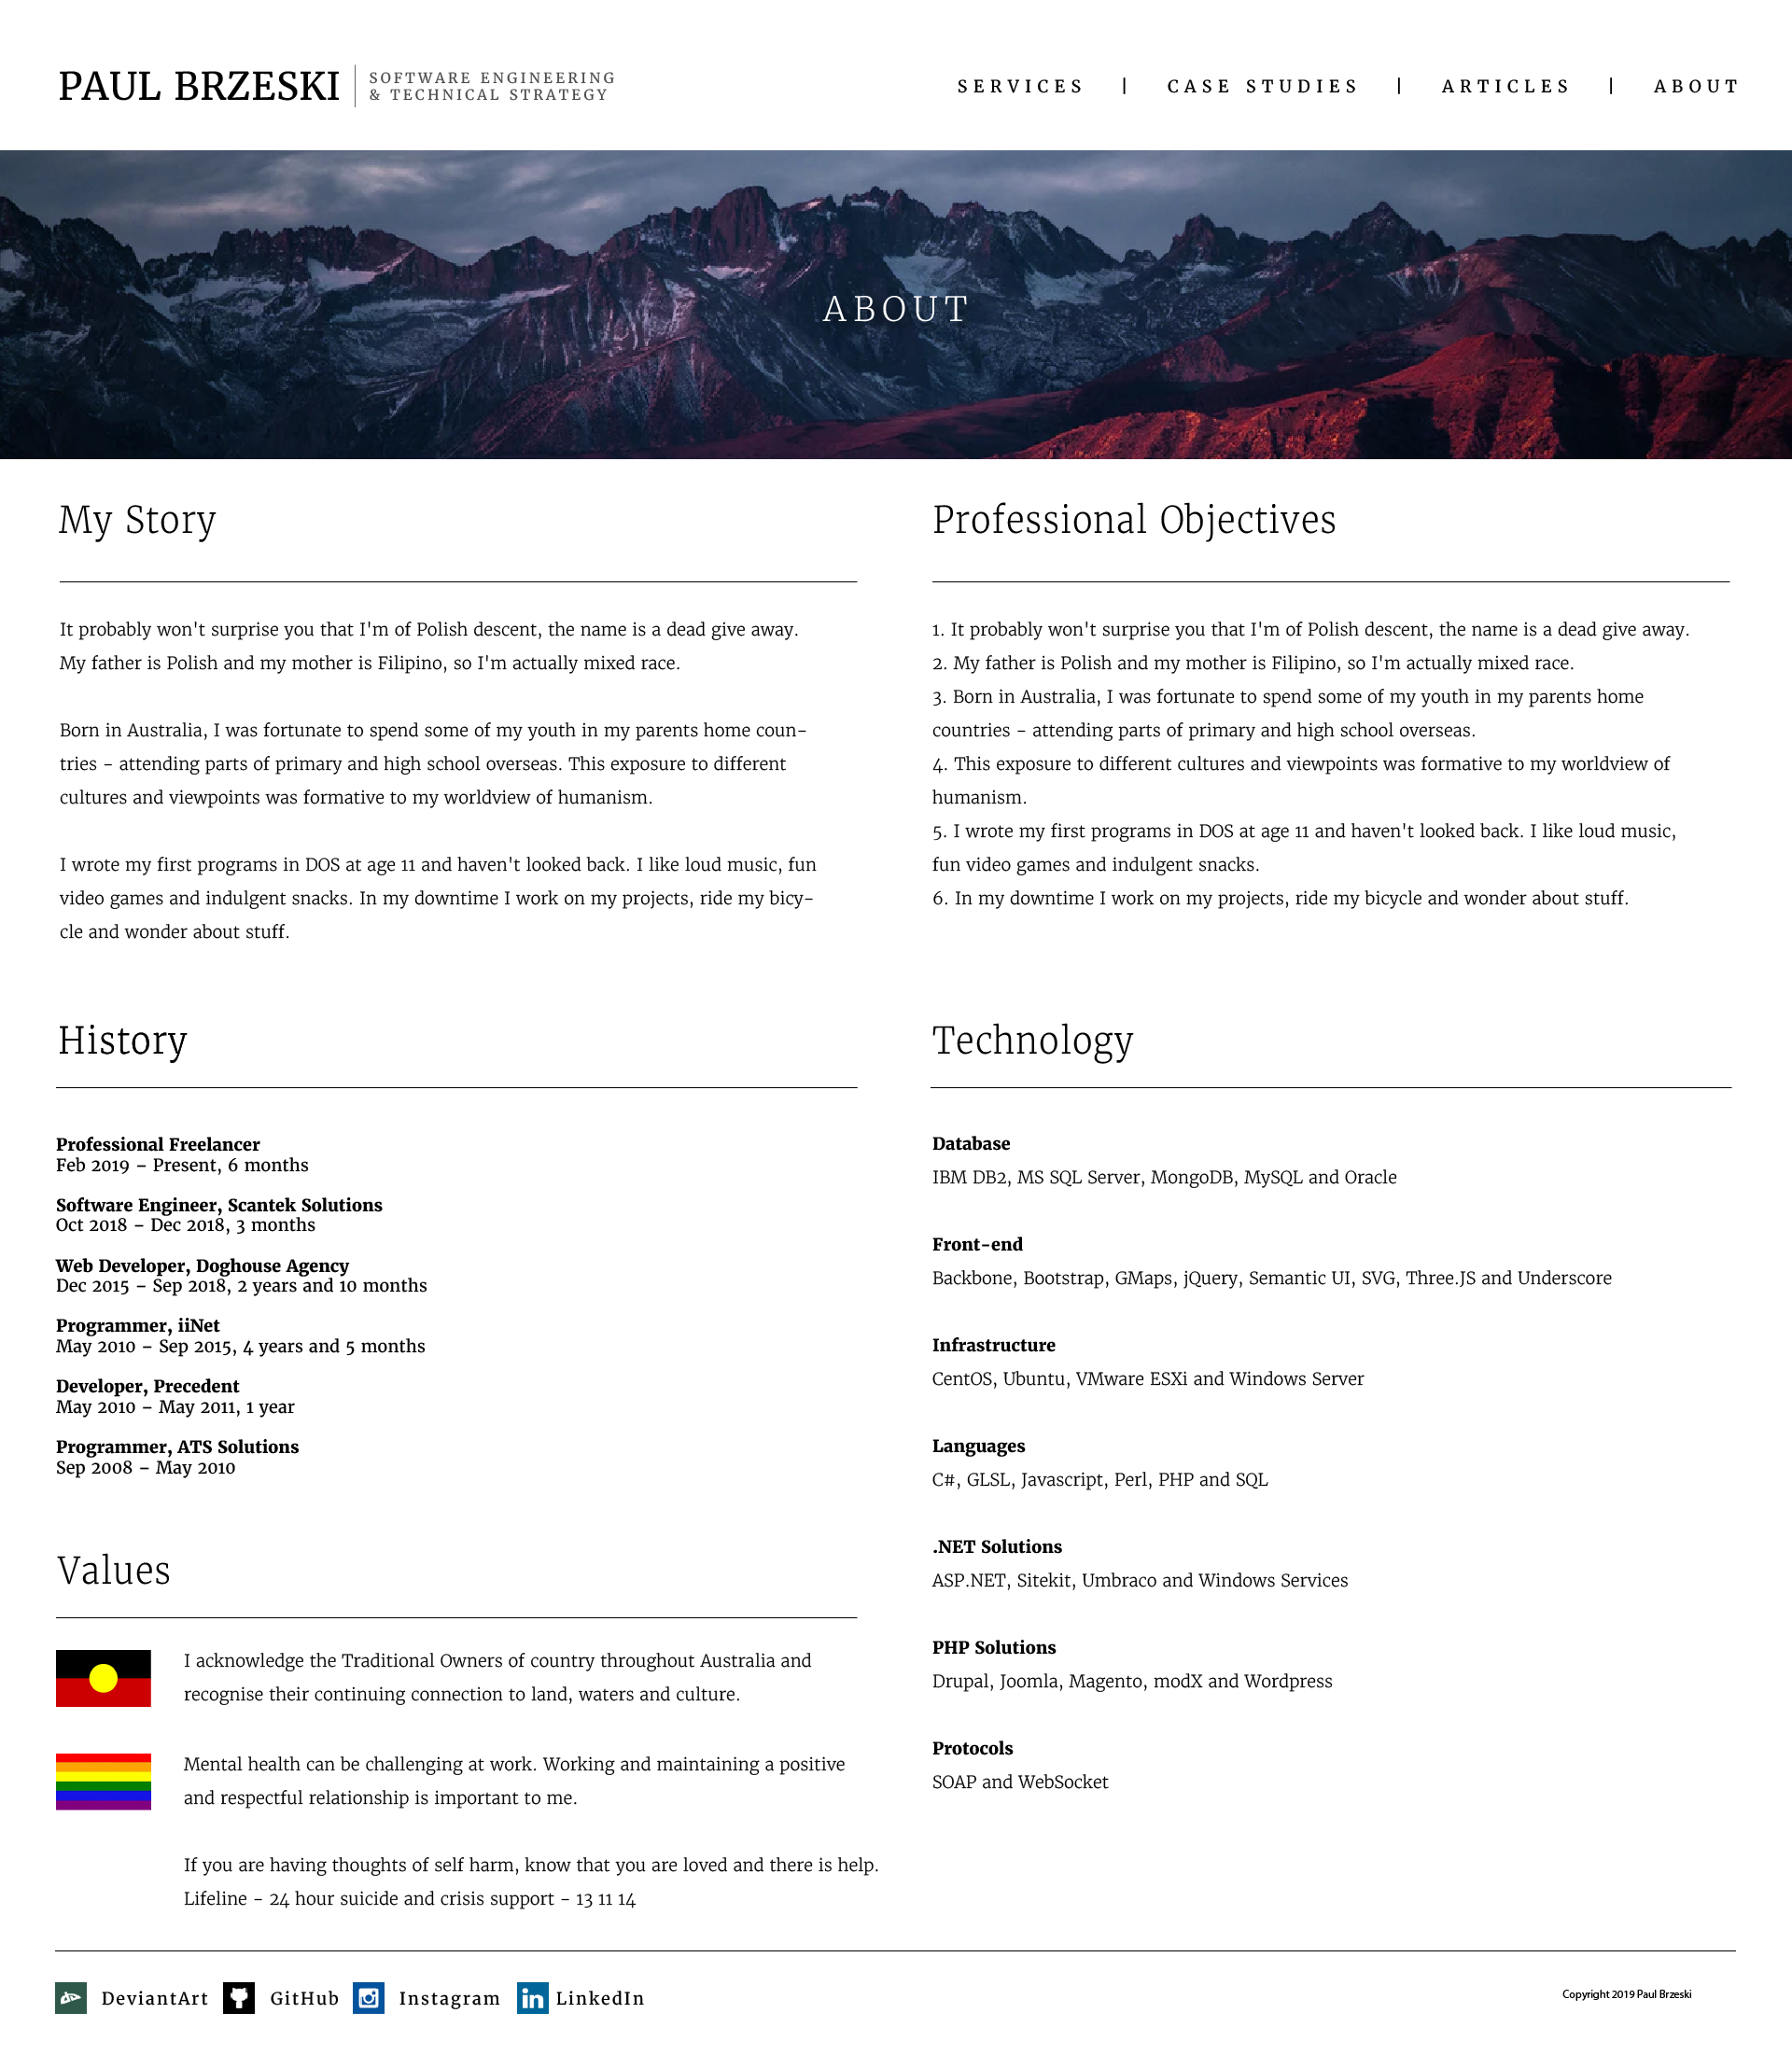 PAUL BRZESKI
SOFTWARE ENGINEERING
& TECHNICAL STRATEGY
SERVICES | CASE STUDIES | ARTICLES | ABOUT
ABOUT
My Story
It probably won't surprise you that I'm of Polish descent, the name is a dead give away.
My father is Polish and my mother is Filipino, so I'm actually mixed race.
Born in Australia, I was fortunate to spend some of my youth in my parents home coun-
tries - attending parts of primary and high school overseas. This exposure to different
cultures and viewpoints was formative to my worldview of humanism.
I wrote my first programs in DOS at age 11 and haven't looked back. I like loud music, fun
video games and indulgent snacks. In my downtime I work on my projects, ride my bicy-
cle and wonder about stuff.
Professional Objectives
1. It probably won't surprise you that I'm of Polish descent, the name is a dead give away.
2. My father is Polish and my mother is Filipino, so I'm actually mixed race.
3. Born in Australia, I was fortunate to spend some of my youth in my parents home
countries - attending parts of primary and high school overseas.
4. This exposure to different cultures and viewpoints was formative to my worldview of
humanism.
5. I wrote my first programs in DOS at age 11 and haven't looked back. I like loud music,
fun video games and indulgent snacks.
6. In my downtime I work on my projects, ride my bicycle and wonder about stuff.
History
Professional Freelancer
Feb 2019 – Present, 6 months
Software Engineer, Scantek Solutions
Oct 2018 – Dec 2018, 3 months
Web Developer, Doghouse Agency
Dec 2015 – Sep 2018, 2 years and 10 months
Programmer, iiNet
May 2010 – Sep 2015, 4 years and 5 months
Developer, Precedent
May 2010 – May 2011, 1 year
Programmer, ATS Solutions
Sep 2008 – May 2010
Technology
Database
IBM DB2, MS SQL Server, MongoDB, MySQL and Oracle
Front-end
Backbone, Bootstrap, GMaps, jQuery, Semantic UI, SVG, Three.JS and Underscore
Infrastructure
CentOS, Ubuntu, VMware ESXi and Windows Server
Languages
C#, GLSL, Javascript, Perl, PHP and SQL
.NET Solutions
ASP.NET, Sitekit, Umbraco and Windows Services
PHP Solutions
Drupal, Joomla, Magento, modX and Wordpress
Protocols
SOAP and WebSocket
Values
I acknowledge the Traditional Owners of country throughout Australia and
recognise their continuing connection to land, waters and culture.
Mental health can be challenging at work. Working and maintaining a positive
and respectful relationship is important to me.
If you are having thoughts of self harm, know that you are loved and there is help.
Lifeline - 24 hour suicide and crisis support - 13 11 14
DeviantArt GitHub Instagram in LinkedIn
Copyright 2019 Paul Brzeski